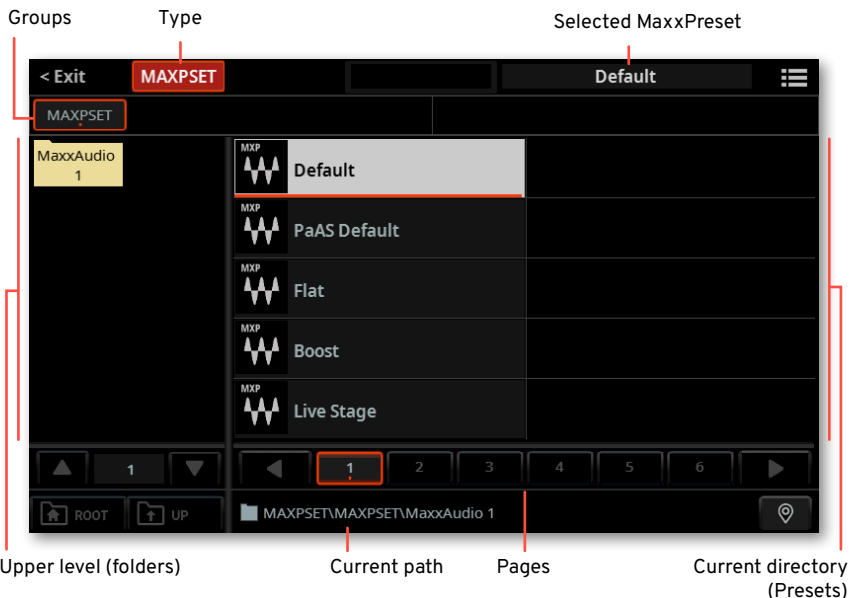 Groups
Type
Selected MaxxPreset
< Exit
MAXPSET
Default
MAXPSET
MaxxAudio
1
MXP
Default
MXP
PaAS Default
MXP
Flat
MXP
Boost
MXP
Live Stage
1
1 2 3 4 5 6
ROOT
UP
MAXPSET\MAXPSET\MaxxAudio 1
Upper level (folders)
Current path
Pages
Current directory
(Presets)